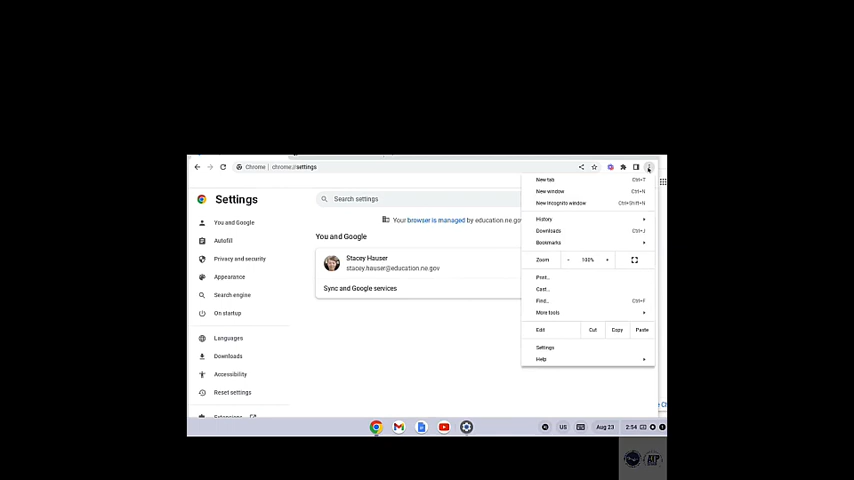 Chrome | chrome://settings
Settings
Search settings
Your browser is managed by education.ne.go
You and Google
Autofill
Privacy and security
Appearance
Search engine
On startup
Languages
Downloads
Accessibility
Reset settings
Extensions
You and Google
Stacey Hauser
stacey.hauser@education.ne.gov
Sync and Google services
New tab Ctrl+T
New window Ctrl+N
New Incognito window Ctrl+Shift+N
History
Downloads Ctrl+J
Bookmarks
Zoom - 100% +
Print...
Cast...
Find... Ctrl+F
More tools
Edit Cut Copy Paste
Settings
Help
US Aug 23 2:54
ATP